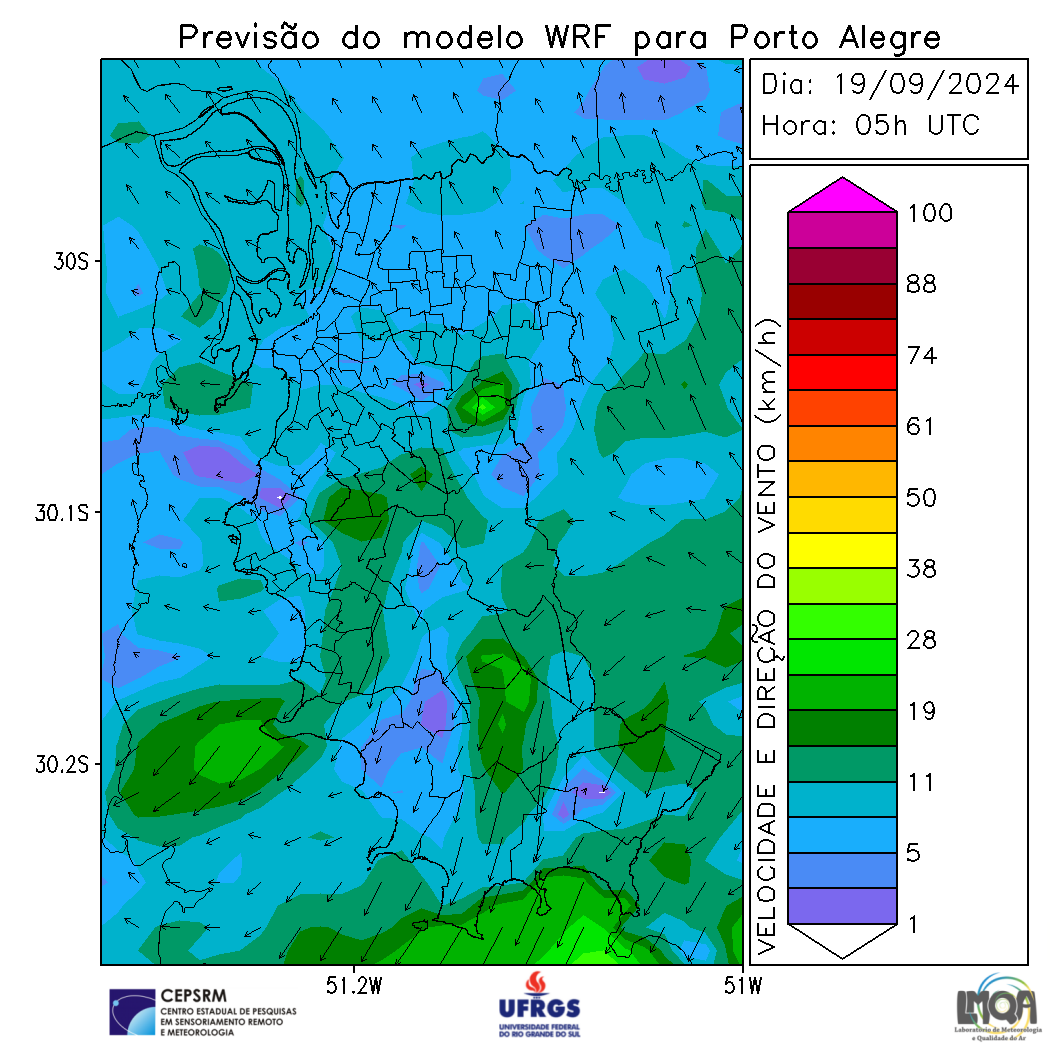 Previsão do modelo WRF para Porto Alegre
Dia: 19/09/2024
Hora: 05h UTC
30S
30.1S
30.2S
51.2W
51W
VELOCIDADE E DIREÇÃO DO VENTO (km/h)
100
88
74
61
50
38
28
19
11
5
1
CEPSRM
CENTRO ESTADUAL DE PESQUISAS
EM SENSORIAMENTO REMOTO
E METEOROLOGIA
UFRGS
UNIVERSIDADE FEDERAL
DO RIO GRANDE DO SUL
LMQA
Laboratório de Meteorologia
e Qualidade do Ar